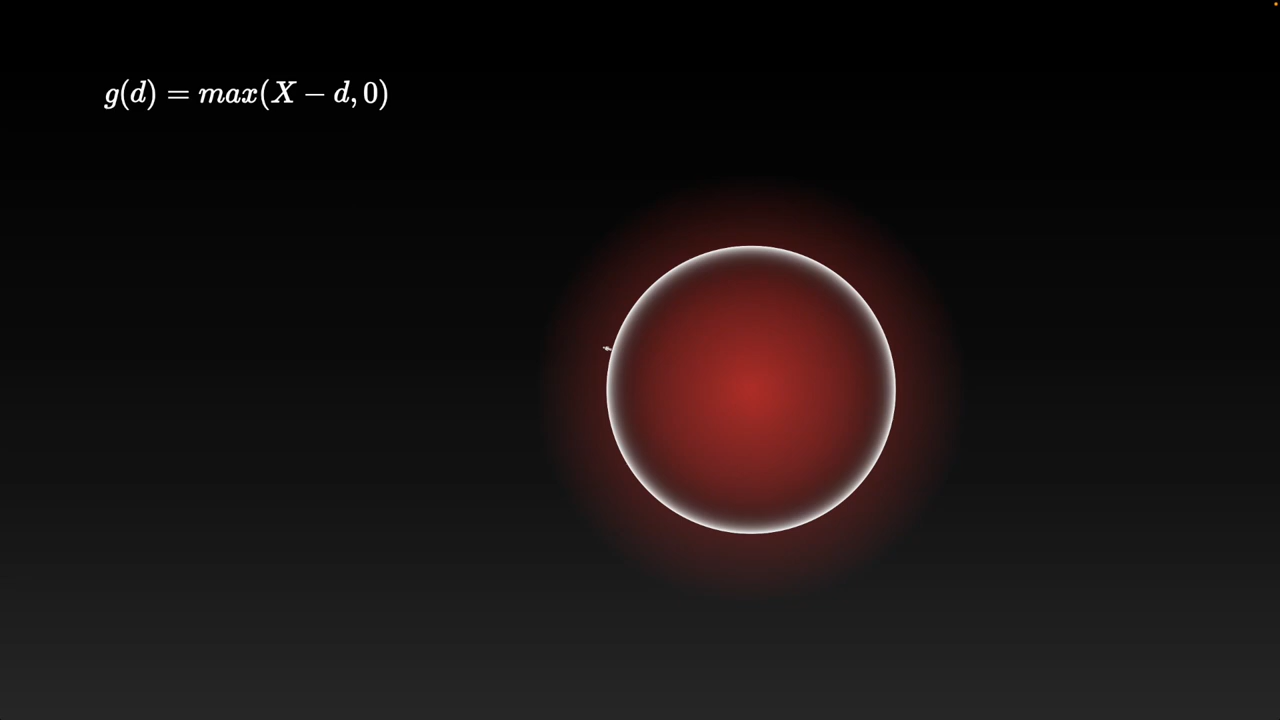 g(d) = max(X − d, 0)